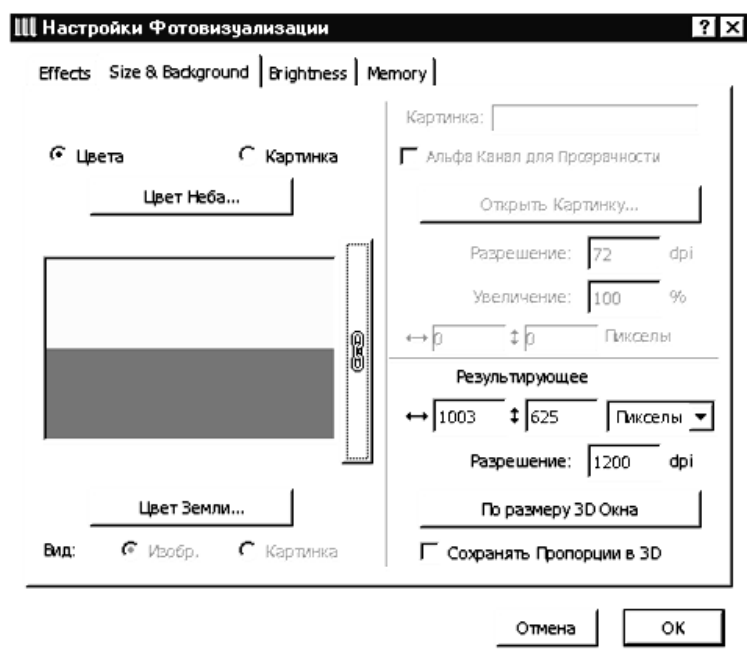 Настройки Фотовизуализации
Effects Size & Background Brightness Memory
Цвета Картинка
Цвет Неба...
Цвет Земли...
Вид: Изобр. Картинка
Картинка:
Альфа Канал для Прозрачности
Открыть Картинку...
Разрешение: 72 dpi
Увеличение: 100 %
0 0 Пикселы
Результирующее
1003 625 Пикселы
Разрешение: 1200 dpi
По размеру 3D Окна
Сохранять Пропорции в 3D
Отмена OK